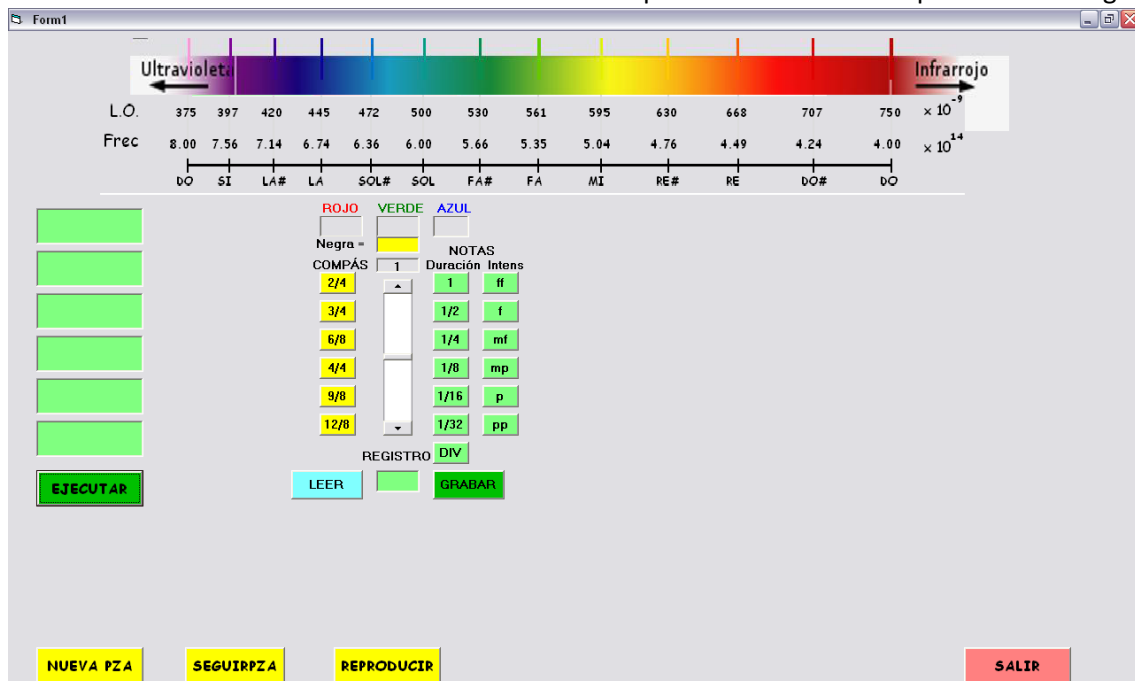 Form1
Ultravioleta Infrarrojo
L.O. 375 397 420 445 472 500 530 561 595 630 668 707 750 × 10-9
Frec 8.00 7.56 7.14 6.74 6.36 6.00 5.66 5.35 5.04 4.76 4.49 4.24 4.00 × 10 14
DO SI LA# LA SOL# SOL FA# FA MI RE# RE DO# DO
ROJO VERDE AZUL
Negra =
NOTAS
COMPÁS 1 Duración Intens
2/4 1 ff
3/4 1/2 f
6/8 1/4 mf
4/4 1/8 mp
9/8 1/16 p
12/8 1/32 pp
REGISTRO DIV
EJECUTAR LEER GRABAR
NUEVA PZA SEGUIRPZA REPRODUCIR SALIR